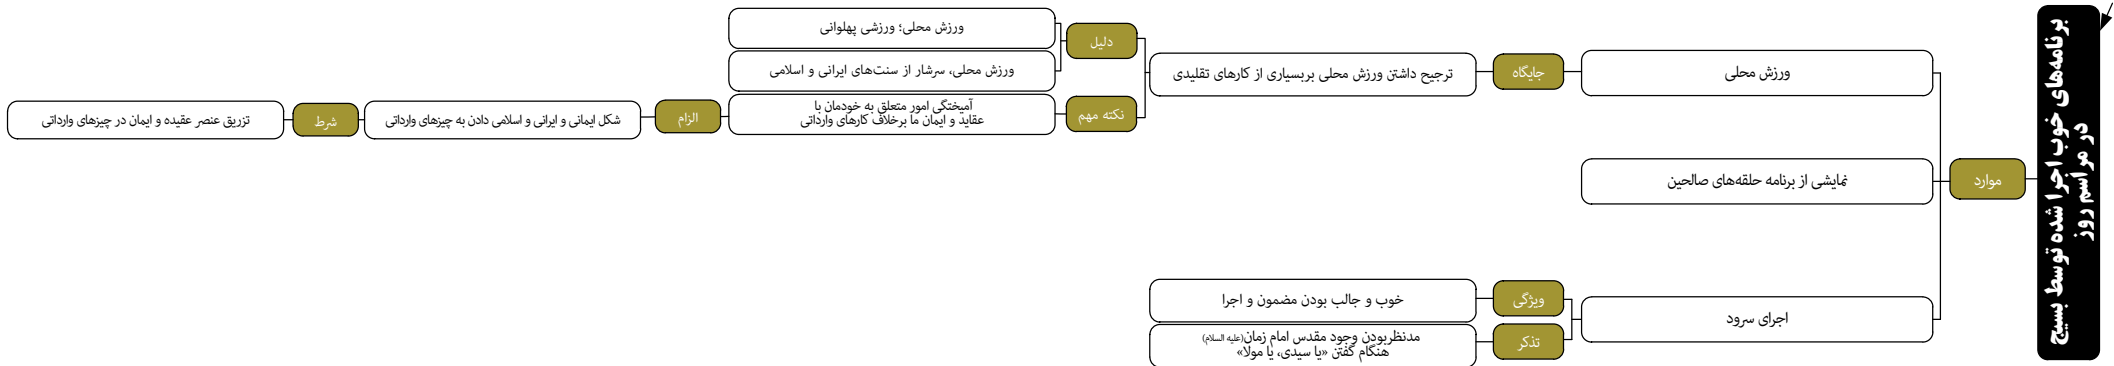 برنامه‌های خوب اجرا شده توسط بسیج
در مراسم روز
موارد
ورزش محلی
جایگاه
ترجیح داشتن ورزش محلی بربسیاری از کارهای تقلیدی
دلیل
ورزش محلی؛ ورزشی پهلوانی
ورزش محلی، سرشار از سنت‌های ایرانی و اسلامی
نکته مهم
آمیختگی امور متعلق به خودمان با
عقاید و ایمان ما برخلاف کارهای وارداتی
الزام
شکل ایمانی و ایرانی و اسلامی دادن به چیزهای وارداتی
شرط
تزریق عنصر عقیده و ایمان در چیزهای وارداتی
نمایشی از برنامه حلقه‌های صالحین
اجرای سرود
ویژگی
خوب و جالب بودن مضمون و اجرا
تذکر
مدنظربودن وجود مقدس امام زمان(علیه السلام)
هنگام گفتن «یا سیدی، یا مولا»